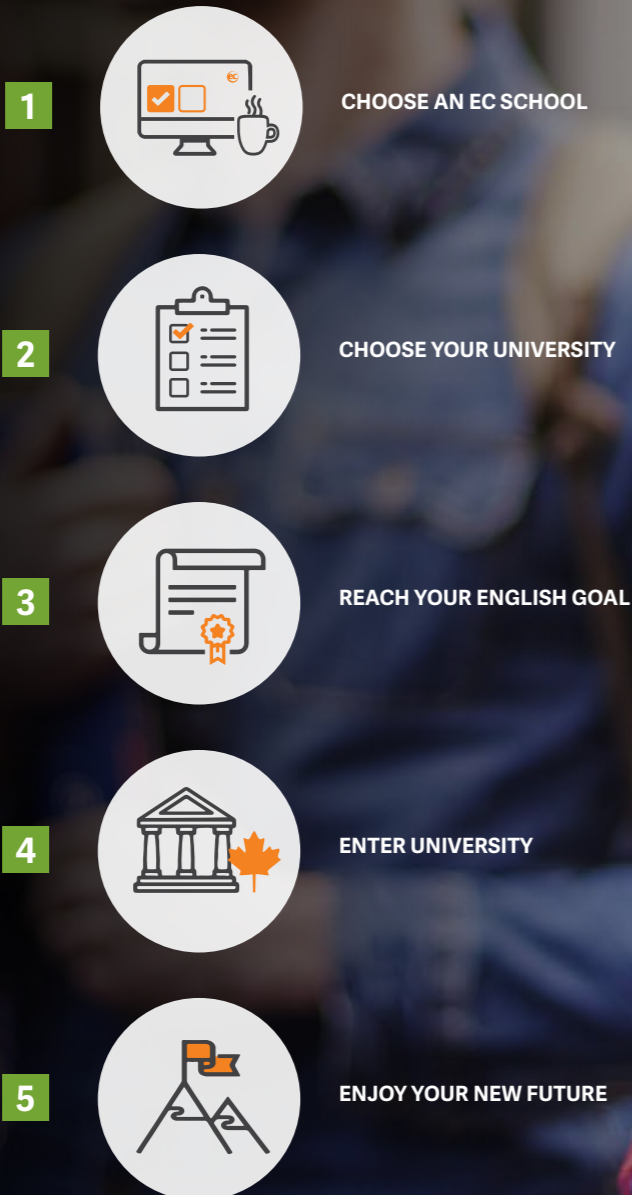 1
CHOOSE AN EC SCHOOL
ec
2
CHOOSE YOUR UNIVERSITY
3
REACH YOUR ENGLISH GOAL
4
ENTER UNIVERSITY
5
ENJOY YOUR NEW FUTURE